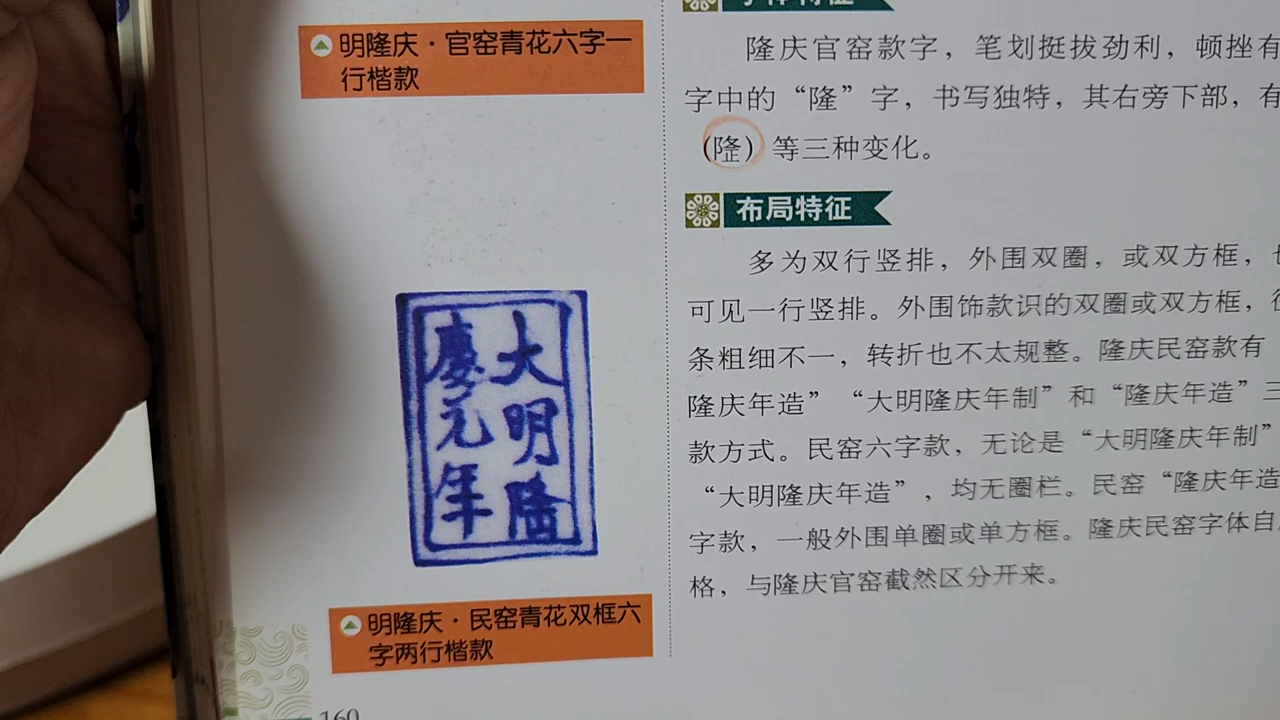 明隆庆·官窑青花六字一
行楷款
大明隆
慶元年
明隆庆·民窑青花双框六
字两行楷款
160
字体特征
隆庆官窑款字，笔划挺拔劲利，顿挫有
字中的“隆”字，书写独特，其右旁下部，有
等三种变化。
布局特征
多为双行竖排，外围双圈，或双方框，也
可见一行竖排。外围饰款识的双圈或双方框，
条粗细不一，转折也不太规整。隆庆民窑款有
隆庆年造”“大明隆庆年制”和“隆庆年造”三
款方式。民窑六字款，无论是“大明隆庆年制”
“大明隆庆年造”，均无圈栏。民窑“隆庆年造
字款，一般外围单圈或单方框。隆庆民窑字体自
格，与隆庆官窑截然区分开来。